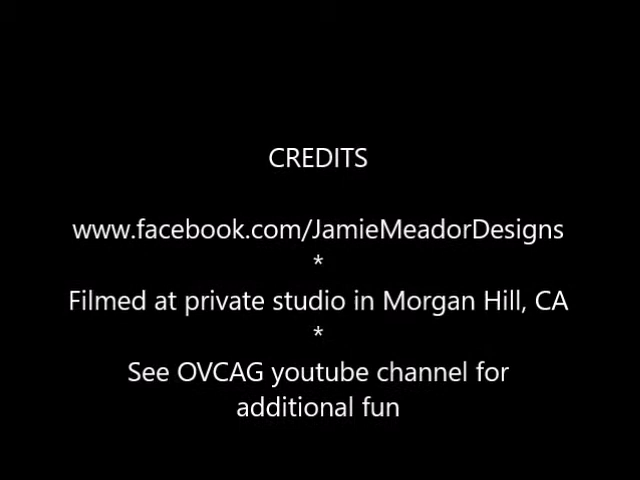 CREDITS
www.facebook.com/JamieMeadorDesigns
*
Filmed at private studio in Morgan Hill, CA
*
See OVCAG youtube channel for
additional fun